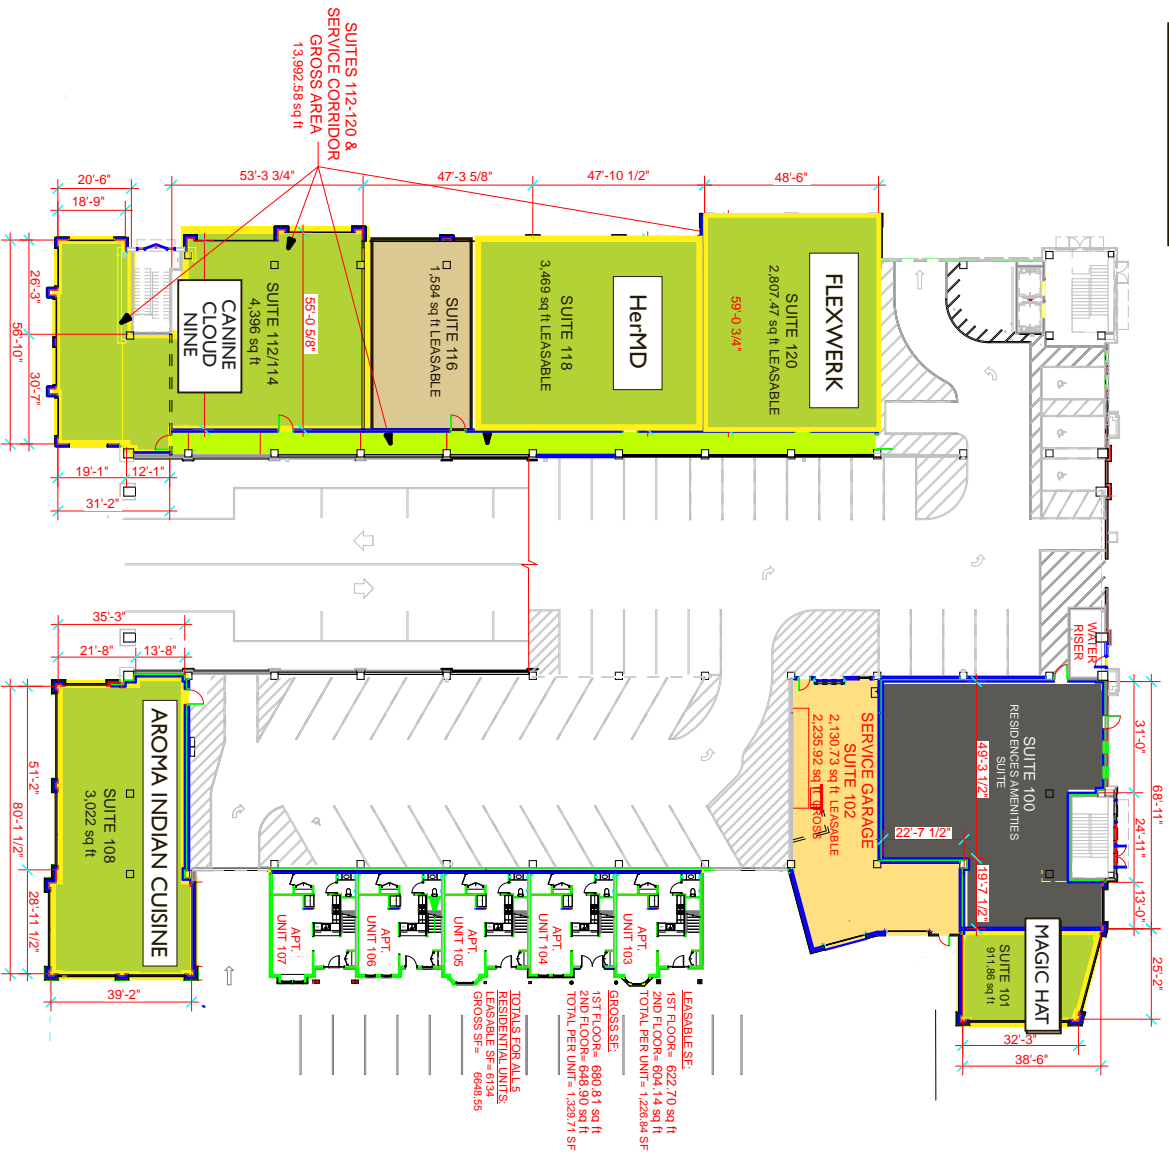 SUITES 112-120 &
SERVICE CORRIDOR
GROSS AREA
13,992.58 sq ft
20'-6"
18'-9"
53'-3 3/4"
47'-3 5/8"
47'-10 1/2"
48'-6"
26'-3"
56'-10"
30'-7"
19'-1"
12'-1"
31'-2"
55'-0 5/8"
59'-0 3/4"
CANINE
CLOUD
NINE
SUITE 112/114
4,396 sq ft
SUITE 116
1,584 sq ft LEASABLE
HerMD
SUITE 118
3,469 sq ft LEASABLE
FLEXWERK
SUITE 120
2,807.47 sq ft LEASABLE
WATER
RISER
35'-3"
21'-8"
13'-8"
51'-2"
80'-1 1/2"
28'-11 1/2"
39'-2"
AROMA INDIAN CUISINE
SUITE 108
3,022 sq ft
SERVICE GARAGE
SUITE 102
2,130.73 sq ft LEASABLE
2,235.92 sq ft GROSS
SUITE 100
RESIDENCES AMENITIES
SUITE
49'-3 1/2"
22'-7 1/2"
19'-7 1/2"
31'-0"
68'-11"
24'-11"
13'-0"
25'-2"
MAGIC HAT
SUITE 101
911.86 sq ft
32'-3"
38'-6"
APT.
UNIT 107
APT.
UNIT 106
APT.
UNIT 105
APT.
UNIT 104
APT.
UNIT 103
LEASABLE SF:
1ST FLOOR= 622.70 sq ft
2ND FLOOR= 604.14 sq ft
TOTAL PER UNIT= 1,226.84 SF
GROSS SF:
1ST FLOOR= 680.81 sq ft
2ND FLOOR= 648.90 sq ft
TOTAL PER UNIT= 1,329.71 SF
TOTALS FOR ALL 5
RESIDENTIAL UNITS:
LEASABLE SF= 6134
GROSS SF= 6648.55